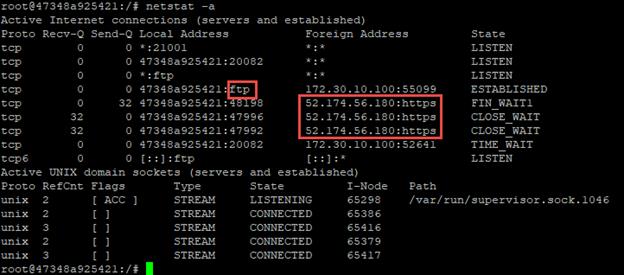 root@47348a925421:/# netstat -a
Active Internet connections (servers and established)
Proto Recv-Q Send-Q Local Address Foreign Address State
tcp 0 0 *:21001 *:* LISTEN
tcp 0 0 47348a925421:20082 *:* LISTEN
tcp 0 0 *:ftp *:* LISTEN
tcp 0 0 47348a925421:ftp 172.30.10.100:55099 ESTABLISHED
tcp 0 32 47348a925421:48198 52.174.56.180:https FIN_WAIT1
tcp 32 0 47348a925421:47996 52.174.56.180:https CLOSE_WAIT
tcp 32 0 47348a925421:47992 52.174.56.180:https CLOSE_WAIT
tcp 0 0 47348a925421:20082 172.30.10.100:52641 TIME_WAIT
tcp6 0 0 [::]:ftp [::]:* LISTEN
Active UNIX domain sockets (servers and established)
Proto RefCnt Flags Type State I-Node Path
unix 2 [ ACC ] STREAM LISTENING 65298 /var/run/supervisor.sock.1046
unix 2 [ ] STREAM CONNECTED 65386
unix 3 [ ] STREAM CONNECTED 65416
unix 2 [ ] STREAM CONNECTED 65379
unix 3 [ ] STREAM CONNECTED 65417
root@47348a925421:/#